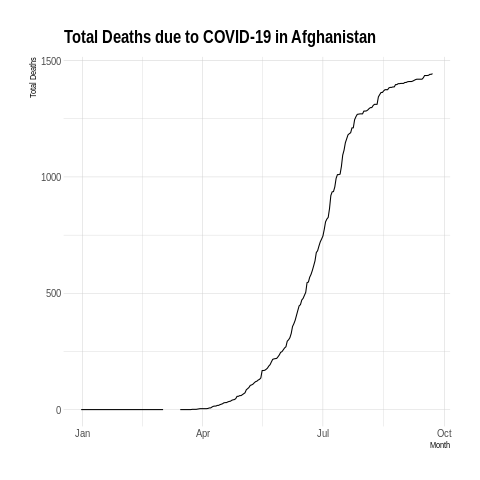 Total Deaths due to COVID-19 in Afghanistan
Total Deaths
1500
1000
500
0
Jan Apr Jul Oct
Month